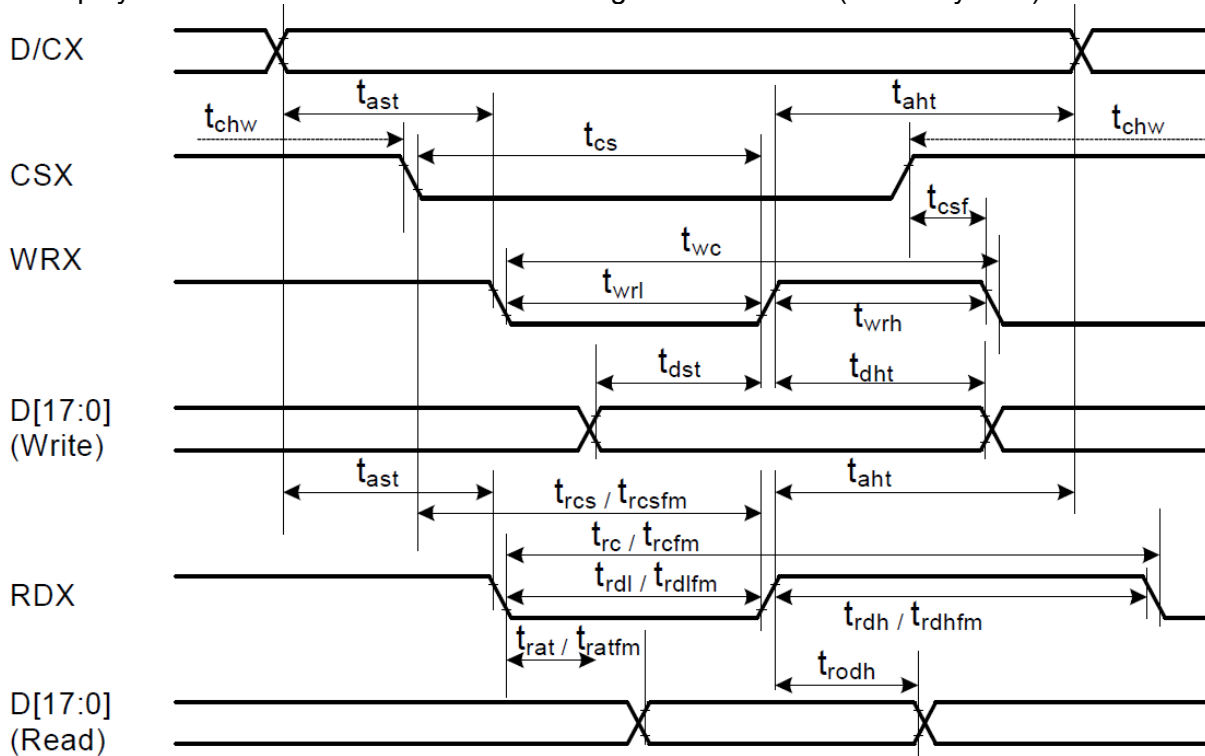 D/CX
tast
taht
tchw
tchw
tcs
CSX
tcsf
WRX
twc
twrl
twrh
tdst
tdht
D[17:0]
(Write)
tast
taht
trcs / trcsfm
trc / trcfm
trdl / trdlfm
RDX
trdh / trdhfm
trat / tratfm
trodh
D[17:0]
(Read)